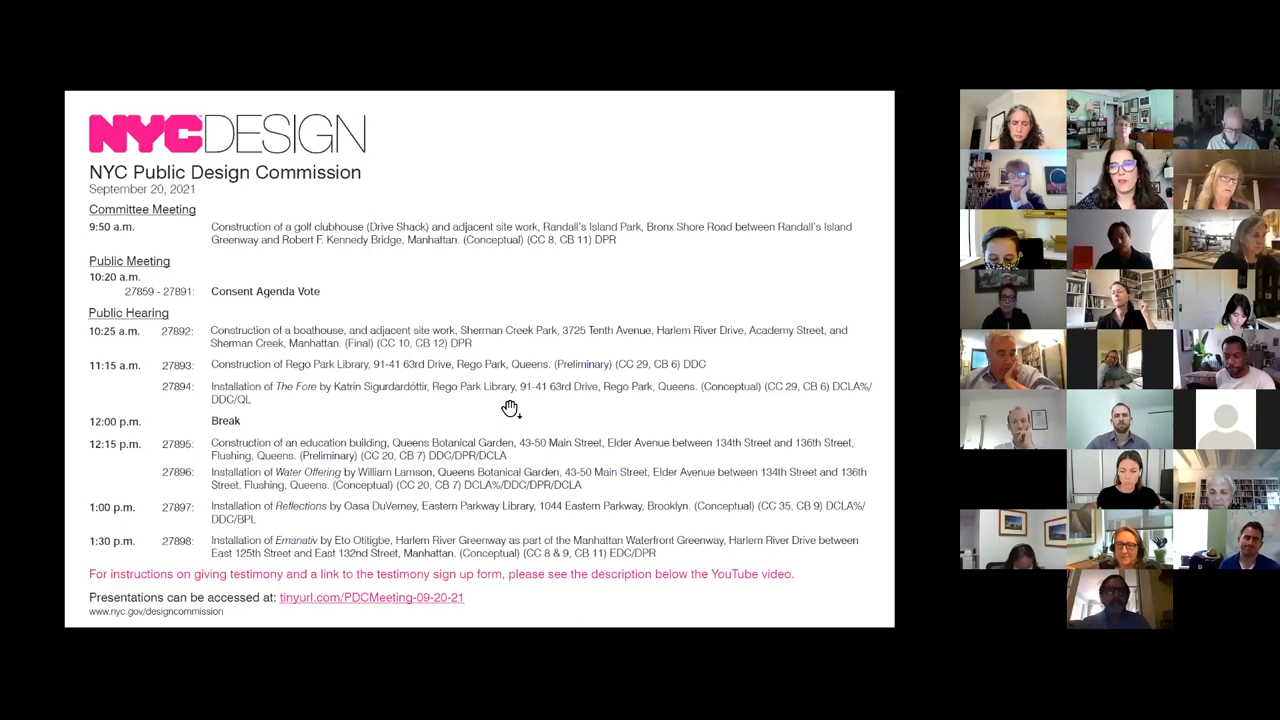 NYCDESIGN
NYC Public Design Commission
September 20, 2021
Committee Meeting
9:50 a.m. Construction of a golf clubhouse (Drive Shack) and adjacent site work, Randall's Island Park, Bronx Shore Road between Randall's Island
Greenway and Robert F. Kennedy Bridge, Manhattan. (Conceptual) (CC 8, CB 11) DPR
Public Meeting
10:20 a.m.
27859 - 27891: Consent Agenda Vote
Public Hearing
10:25 a.m. 27892: Construction of a boathouse, and adjacent site work, Sherman Creek Park, 3725 Tenth Avenue, Harlem River Drive, Academy Street, and
Sherman Creek, Manhattan. (Final) (CC 10, CB 12) DPR
11:15 a.m. 27893: Construction of Rego Park Library, 91-41 63rd Drive, Rego Park, Queens. (Preliminary) (CC 29, CB 6) DDC
27894: Installation of The Fore by Katrín Sigurdardóttir, Rego Park Library, 91-41 63rd Drive, Rego Park, Queens. (Conceptual) (CC 29, CB 6) DCLA%/
DDC/QL
12:00 p.m. Break
12:15 p.m. 27895: Construction of an education building, Queens Botanical Garden, 43-50 Main Street, Elder Avenue between 134th Street and 136th Street,
Flushing, Queens. (Preliminary) (CC 20, CB 7) DDC/DPR/DCLA
27896: Installation of Water Offering by William Lamson, Queens Botanical Garden, 43-50 Main Street, Elder Avenue between 134th Street and 136th
Street, Flushing, Queens. (Conceptual) (CC 20, CB 7) DCLA%/DDC/DPR/DCLA
1:00 p.m. 27897: Installation of Reflections by Oasa DuVerney, Eastern Parkway Library, 1044 Eastern Parkway, Brooklyn. (Conceptual) (CC 35, CB 9) DCLA%/
DDC/BPL
1:30 p.m. 27898: Installation of Emanativ by Eto Otitigbe, Harlem River Greenway as part of the Manhattan Waterfront Greenway, Harlem River Drive between
East 125th Street and East 132nd Street, Manhattan. (Conceptual) (CC 8 & 9, CB 11) EDC/DPR
For instructions on giving testimony and a link to the testimony sign up form, please see the description below the YouTube video.
Presentations can be accessed at: tinyurl.com/PDCMeeting-09-20-21
www.nyc.gov/designcommission